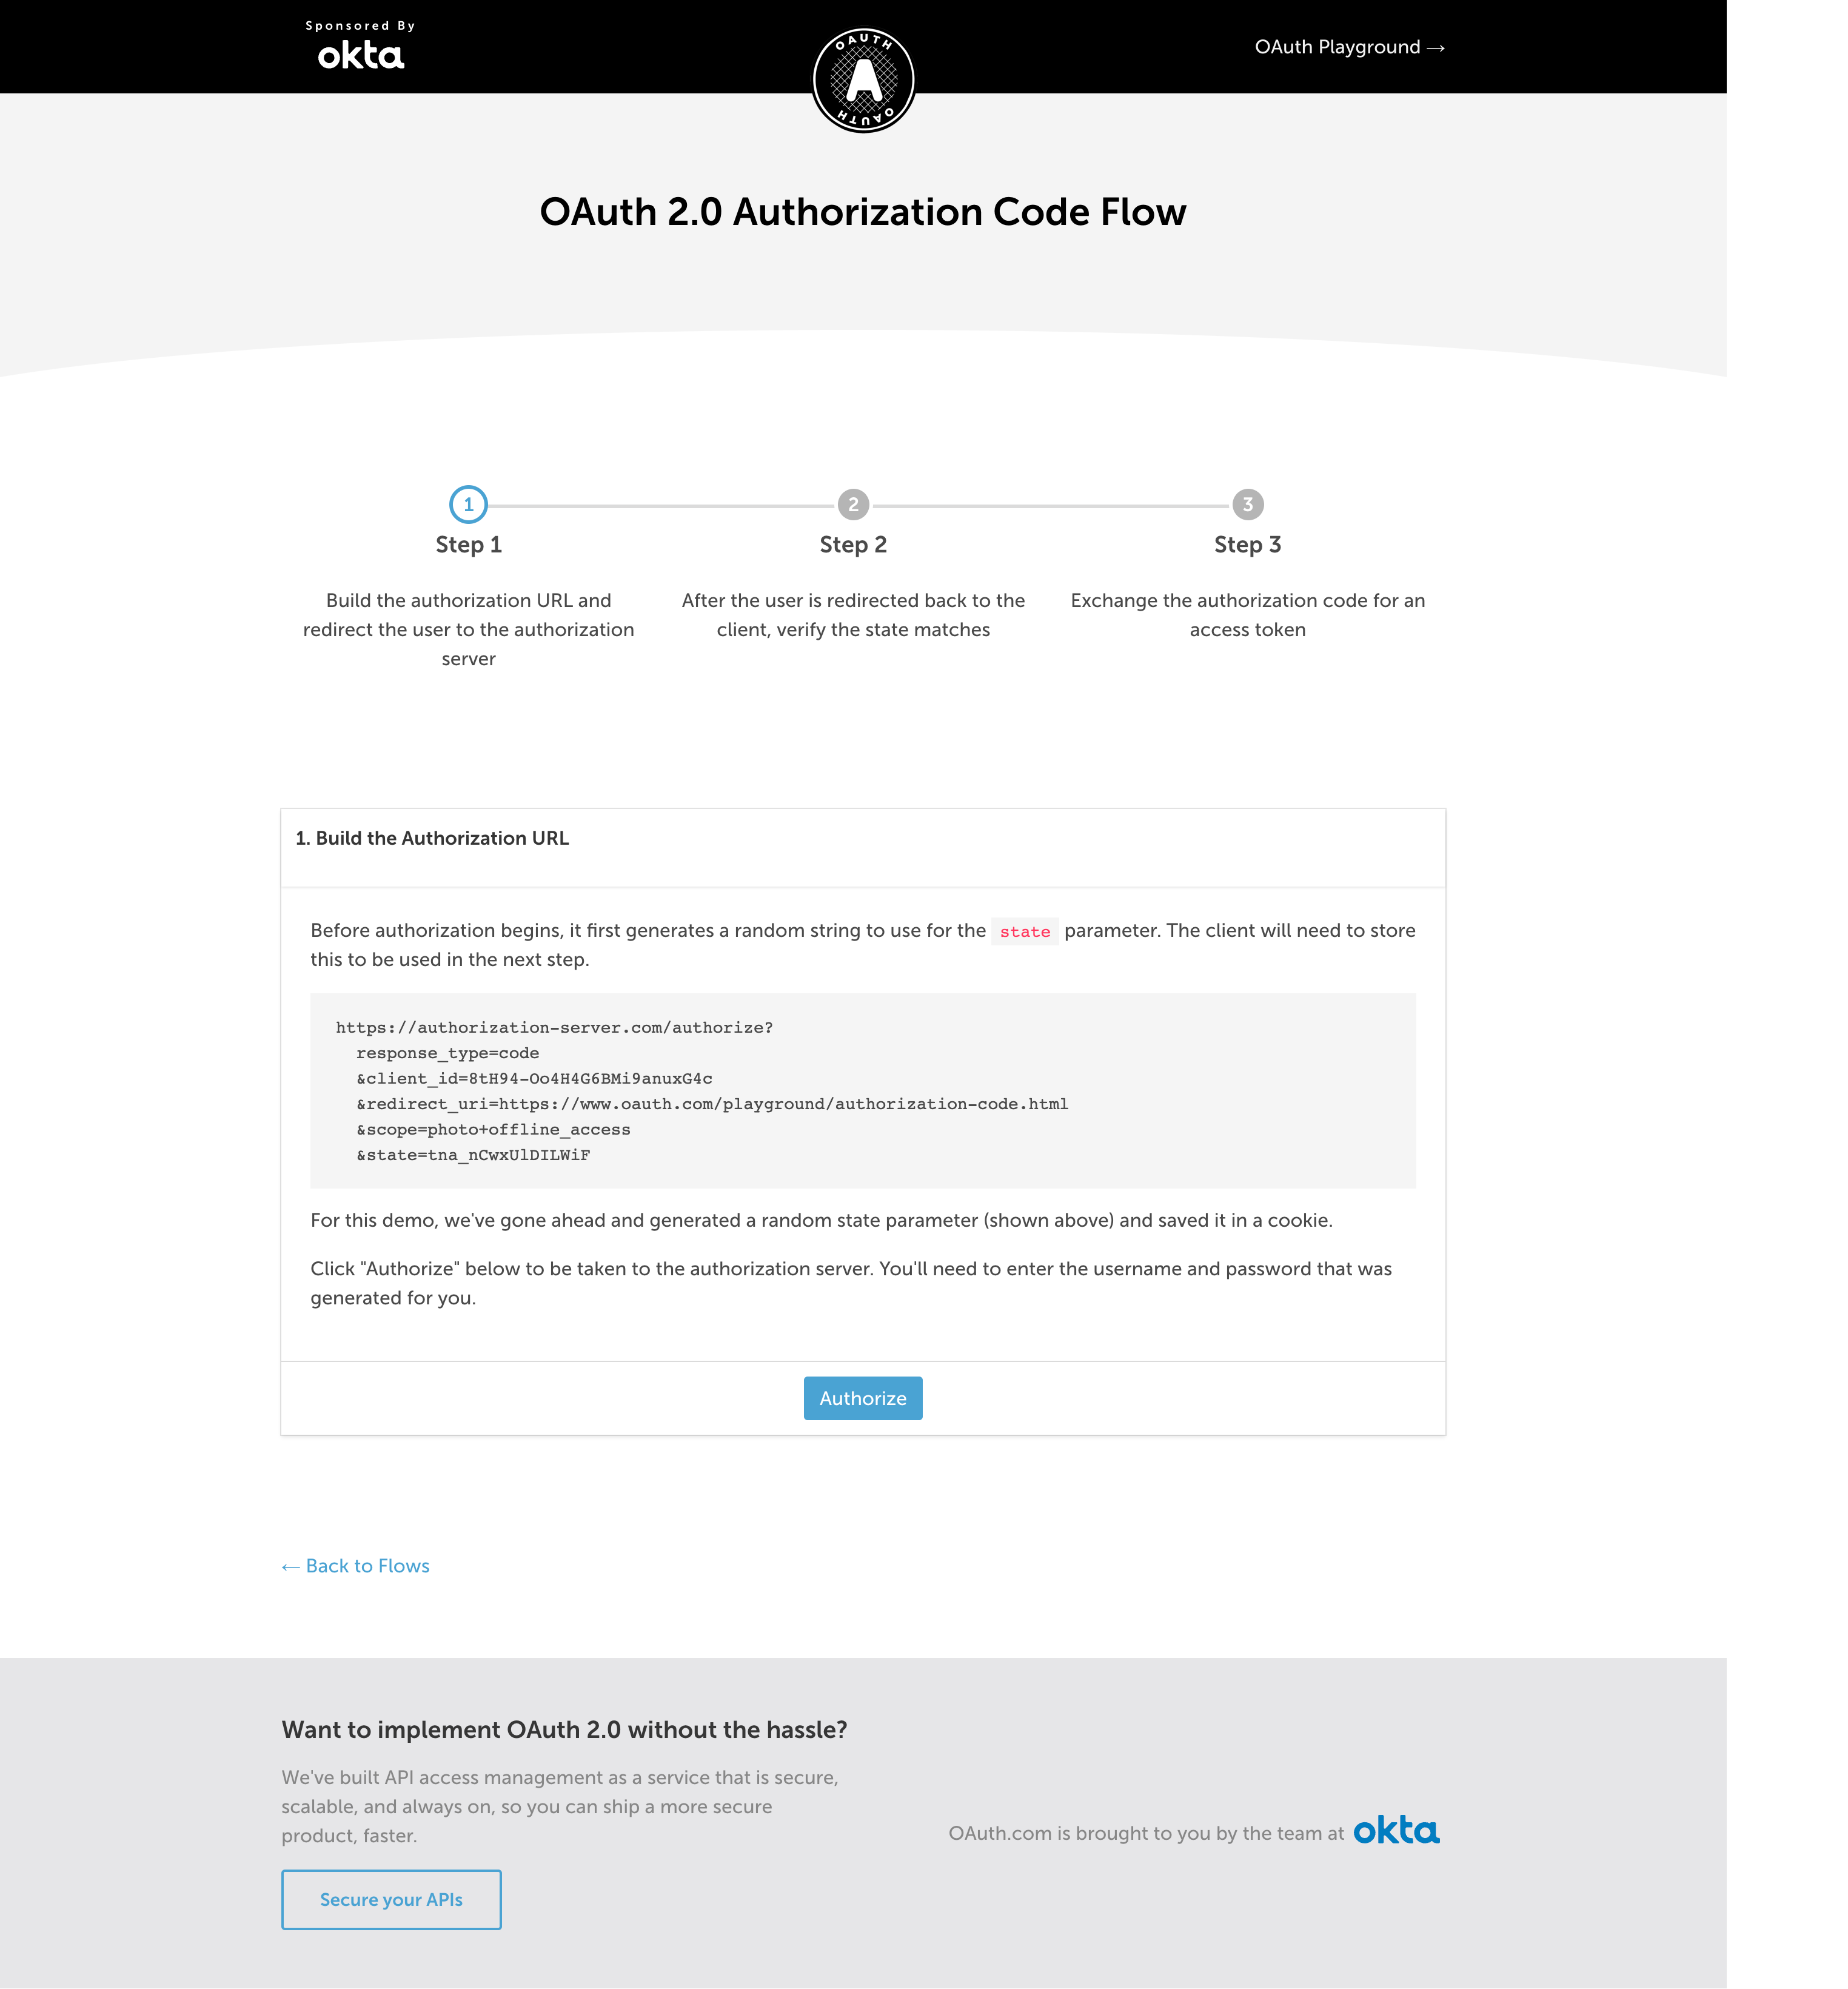 Sponsored By
okta
OAuth Playground →
OAUTH
A
OAUTH
OAuth 2.0 Authorization Code Flow
1
2
3
Step 1
Step 2
Step 3
Build the authorization URL and
redirect the user to the authorization
server
After the user is redirected back to the
client, verify the state matches
Exchange the authorization code for an
access token
1. Build the Authorization URL
Before authorization begins, it first generates a random string to use for the state parameter. The client will need to store
this to be used in the next step.
https://authorization-server.com/authorize?
response_type=code
&client_id=8tH94-Oo4H4G6BMi9anuxG4c
&redirect_uri=https://www.oauth.com/playground/authorization-code.html
&scope=photo+offline_access
&state=tna_nCwxUlDILWiF
For this demo, we've gone ahead and generated a random state parameter (shown above) and saved it in a cookie.
Click "Authorize" below to be taken to the authorization server. You'll need to enter the username and password that was
generated for you.
Authorize
← Back to Flows
Want to implement OAuth 2.0 without the hassle?
We've built API access management as a service that is secure,
scalable, and always on, so you can ship a more secure
product, faster.
Secure your APIs
OAuth.com is brought to you by the team at okta